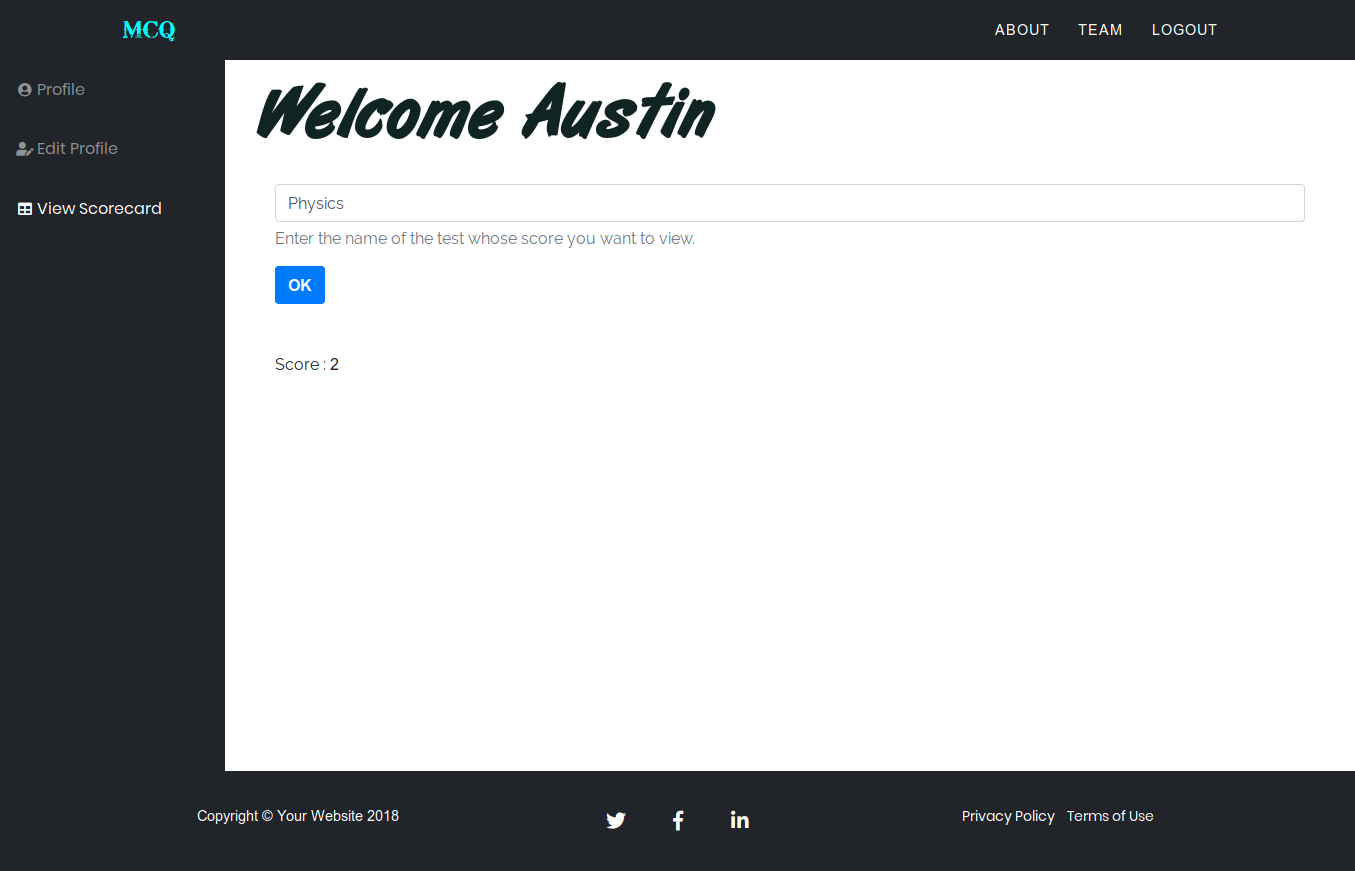 MCQ
ABOUT TEAM LOGOUT
Profile
Edit Profile
View Scorecard
Welcome Austin
Physics
Enter the name of the test whose score you want to view.
OK
Score : 2
Copyright © Your Website 2018
Privacy Policy Terms of Use